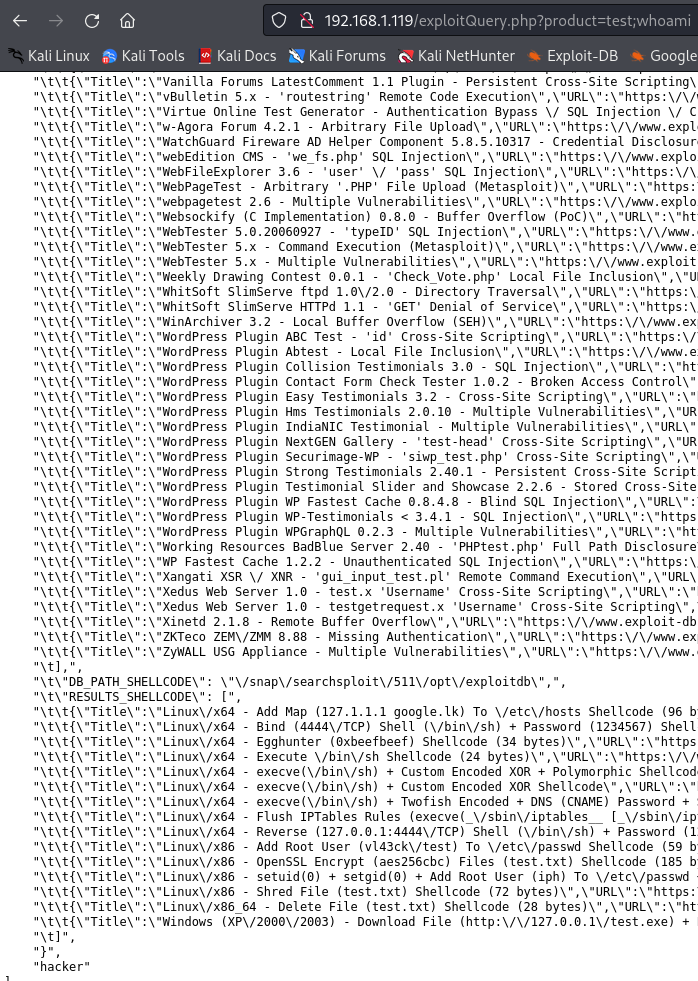 192.168.1.119/exploitQuery.php?product=test;whoami
Kali Linux Kali Tools Kali Docs Kali Forums Kali NetHunter Exploit-DB Google
"\t\t{\"Title\":\"Vanilla Forums LatestComment 1.1 Plugin - Persistent Cross-Site Scripting\
"\t\t{\"Title\":\"vBulletin 5.x - 'routestring' Remote Code Execution\",\"URL\":\"https:\/\/w
"\t\t{\"Title\":\"Virtue Online Test Generator - Authentication Bypass \/ SQL Injection \/ C
"\t\t{\"Title\":\"w-Agora Forum 4.2.1 - Arbitrary File Upload\",\"URL\":\"https:\/\/www.expl
"\t\t{\"Title\":\"WatchGuard Fireware AD Helper Component 5.8.5.10317 - Credential Disclosur
"\t\t{\"Title\":\"webEdition CMS - 'we_fs.php' SQL Injection\",\"URL\":\"https:\/\/www.explo
"\t\t{\"Title\":\"WebFileExplorer 3.6 - 'user' \/ 'pass' SQL Injection\",\"URL\":\"https:\/\
"\t\t{\"Title\":\"WebPageTest - Arbitrary '.PHP' File Upload (Metasploit)\",\"URL\":\"https:
"\t\t{\"Title\":\"webpagetest 2.6 - Multiple Vulnerabilities\",\"URL\":\"https:\/\/www.explo
"\t\t{\"Title\":\"Websockify (C Implementation) 0.8.0 - Buffer Overflow (PoC)\",\"URL\":\"ht
"\t\t{\"Title\":\"WebTester 5.0.20060927 - 'typeID' SQL Injection\",\"URL\":\"https:\/\/www.
"\t\t{\"Title\":\"WebTester 5.x - Command Execution (Metasploit)\",\"URL\":\"https:\/\/www.e
"\t\t{\"Title\":\"WebTester 5.x - Multiple Vulnerabilities\",\"URL\":\"https:\/\/www.exploit
"\t\t{\"Title\":\"Weekly Drawing Contest 0.0.1 - 'Check_Vote.php' Local File Inclusion\",\"U
"\t\t{\"Title\":\"WhitSoft SlimServe ftpd 1.0\/2.0 - Directory Traversal\",\"URL\":\"https:\
"\t\t{\"Title\":\"WhitSoft SlimServe HTTPd 1.1 - 'GET' Denial of Service\",\"URL\":\"https:\
"\t\t{\"Title\":\"WinArchiver 3.2 - Local Buffer Overflow (SEH)\",\"URL\":\"https:\/\/www.ex
"\t\t{\"Title\":\"WordPress Plugin ABC Test - 'id' Cross-Site Scripting\",\"URL\":\"https:\/
"\t\t{\"Title\":\"WordPress Plugin Abtest - Local File Inclusion\",\"URL\":\"https:\/\/www.e
"\t\t{\"Title\":\"WordPress Plugin Collision Testimonials 3.0 - SQL Injection\",\"URL\":\"ht
"\t\t{\"Title\":\"WordPress Plugin Contact Form Check Tester 1.0.2 - Broken Access Control\"
"\t\t{\"Title\":\"WordPress Plugin Easy Testimonials 3.2 - Cross-Site Scripting\",\"URL\":\"
"\t\t{\"Title\":\"WordPress Plugin Hms Testimonials 2.0.10 - Multiple Vulnerabilities\",\"UR
"\t\t{\"Title\":\"WordPress Plugin IndiaNIC Testimonial - Multiple Vulnerabilities\",\"URL\"
"\t\t{\"Title\":\"WordPress Plugin NextGEN Gallery - 'test-head' Cross-Site Scripting\",\"UR
"\t\t{\"Title\":\"WordPress Plugin Securimage-WP - 'siwp_test.php' Cross-Site Scripting\",\"U
"\t\t{\"Title\":\"WordPress Plugin Strong Testimonials 2.40.1 - Persistent Cross-Site Script
"\t\t{\"Title\":\"WordPress Plugin Testimonial Slider and Showcase 2.2.6 - Stored Cross-Site
"\t\t{\"Title\":\"WordPress Plugin WP Fastest Cache 0.8.4.8 - Blind SQL Injection\",\"URL\":
"\t\t{\"Title\":\"WordPress Plugin WP-Testimonials < 3.4.1 - SQL Injection\",\"URL\":\"https
"\t\t{\"Title\":\"WordPress Plugin WPGraphQL 0.2.3 - Multiple Vulnerabilities\",\"URL\":\"ht
"\t\t{\"Title\":\"Working Resources BadBlue Server 2.40 - 'PHPtest.php' Full Path Disclosure
"\t\t{\"Title\":\"WP Fastest Cache 1.2.2 - Unauthenticated SQL Injection\",\"URL\":\"https:\/
"\t\t{\"Title\":\"Xangati XSR \/ XNR - 'gui_input_test.pl' Remote Command Execution\",\"URL\
"\t\t{\"Title\":\"Xedus Web Server 1.0 - test.x 'Username' Cross-Site Scripting\",\"URL\":\"
"\t\t{\"Title\":\"Xedus Web Server 1.0 - testgetrequest.x 'Username' Cross-Site Scripting\",
"\t\t{\"Title\":\"Xinetd 2.1.8 - Remote Buffer Overflow\",\"URL\":\"https:\/\/www.exploit-db
"\t\t{\"Title\":\"ZKTeco ZEM\/ZMM 8.88 - Missing Authentication\",\"URL\":\"https:\/\/www.ex
"\t\t{\"Title\":\"ZyWALL USG Appliance - Multiple Vulnerabilities\",\"URL\":\"https:\/\/www.
"\t],",
"\t\"DB_PATH_SHELLCODE\": \"\/snap\/searchsploit\/511\/opt\/exploitdb\",",
"\t\"RESULTS_SHELLCODE\": [",
"\t\t{\"Title\":\"Linux\/x64 - Add Map (127.1.1.1 google.lk) To \/etc\/hosts Shellcode (96 b
"\t\t{\"Title\":\"Linux\/x64 - Bind (4444\/TCP) Shell (\/bin\/sh) + Password (1234567) Shell
"\t\t{\"Title\":\"Linux\/x64 - Egghunter (0xbeefbeef) Shellcode (34 bytes)\",\"URL\":\"https
"\t\t{\"Title\":\"Linux\/x64 - Execute \/bin\/sh Shellcode (24 bytes)\",\"URL\":\"https:\/\/w
"\t\t{\"Title\":\"Linux\/x64 - execve(\/bin\/sh) + Custom Encoded XOR + Polymorphic Shellcod
"\t\t{\"Title\":\"Linux\/x64 - execve(\/bin\/sh) + Custom Encoded XOR Shellcode\",\"URL\":\"
"\t\t{\"Title\":\"Linux\/x64 - execve(\/bin\/sh) + Twofish Encoded + DNS (CNAME) Password +
"\t\t{\"Title\":\"Linux\/x64 - Flush IPTables Rules (execve(_\/sbin\/iptables__ [_\/sbin\/ip
"\t\t{\"Title\":\"Linux\/x64 - Reverse (127.0.0.1:4444\/TCP) Shell (\/bin\/sh) + Password (1
"\t\t{\"Title\":\"Linux\/x86 - Add Root User (vl43ck\/test) To \/etc\/passwd Shellcode (59 b
"\t\t{\"Title\":\"Linux\/x86 - OpenSSL Encrypt (aes256cbc) Files (test.txt) Shellcode (185 b
"\t\t{\"Title\":\"Linux\/x86 - setuid(0) + setgid(0) + Add Root User (iph) To \/etc\/passwd
"\t\t{\"Title\":\"Linux\/x86 - Shred File (test.txt) Shellcode (72 bytes)\",\"URL\":\"https:
"\t\t{\"Title\":\"Linux\/x86_64 - Delete File (test.txt) Shellcode (28 bytes)\",\"URL\":\"ht
"\t\t{\"Title\":\"Windows (XP\/2000\/2003) - Download File (http:\/\/127.0.0.1\/test.exe) +
"\t]",
"}",
"hacker"
]